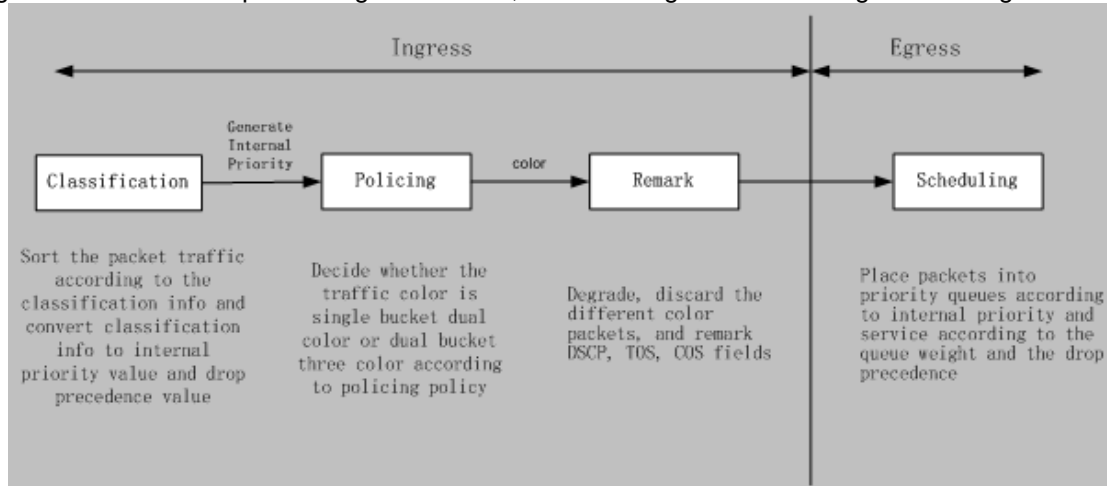 Ingress
Egress
Generate
Internal
Priority
color
Classification
Policing
Remark
Scheduling
Sort the packet traffic
according to the
classification info and
convert classification
info to internal
priority value and drop
precedence value
Decide whether the
traffic color is
single bucket dual
color or dual bucket
three color according
to policing policy
Degrade, discard the
different color
packets, and remark
DSCP, TOS, COS fields
Place packets into
priority queues according
to internal priority and
service according to the
queue weight and the drop
precedence